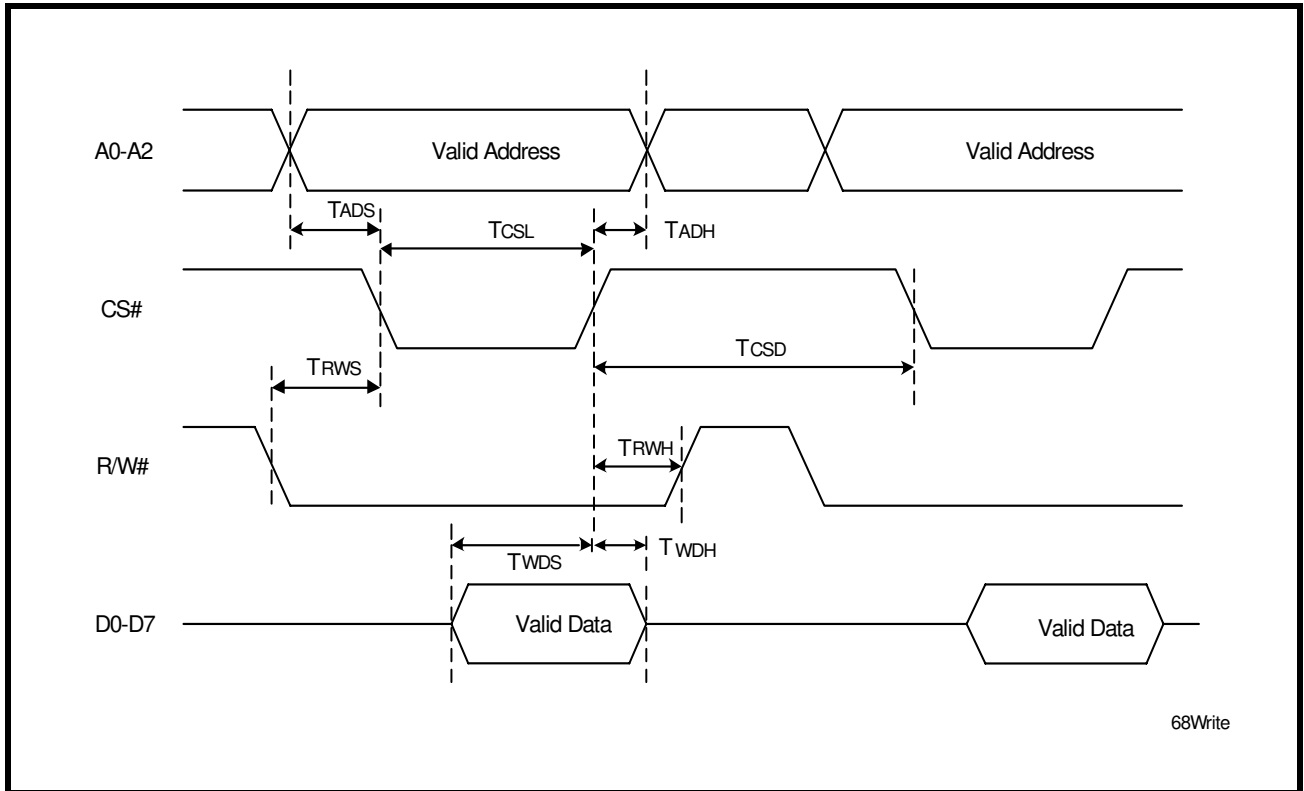 A0-A2
Valid Address
Valid Address
TADS
TCSL
TADH
CS#
TCSD
TRWS
TRWH
R/W#
TWDS
TWDH
D0-D7
Valid Data
Valid Data
68Write